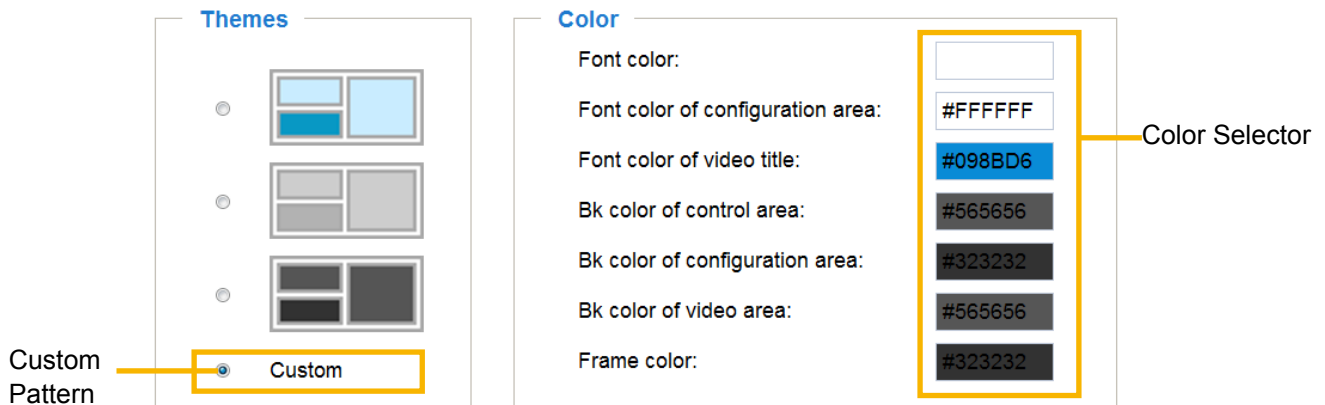 Themes
Custom
Custom
Pattern
Color
Font color:
Font color of configuration area: #FFFFFF
Font color of video title: #098BD6
Bk color of control area: #565656
Bk color of configuration area: #323232
Bk color of video area: #565656
Frame color: #323232
Color Selector